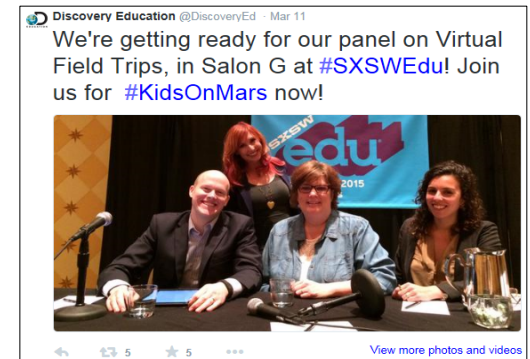 Discovery Education @DiscoveryEd · Mar 11
We're getting ready for our panel on Virtual
Field Trips, in Salon G at #SXSWEdu! Join
us for #KidsOnMars now!
SXSW
edu
2015
5 5
View more photos and videos